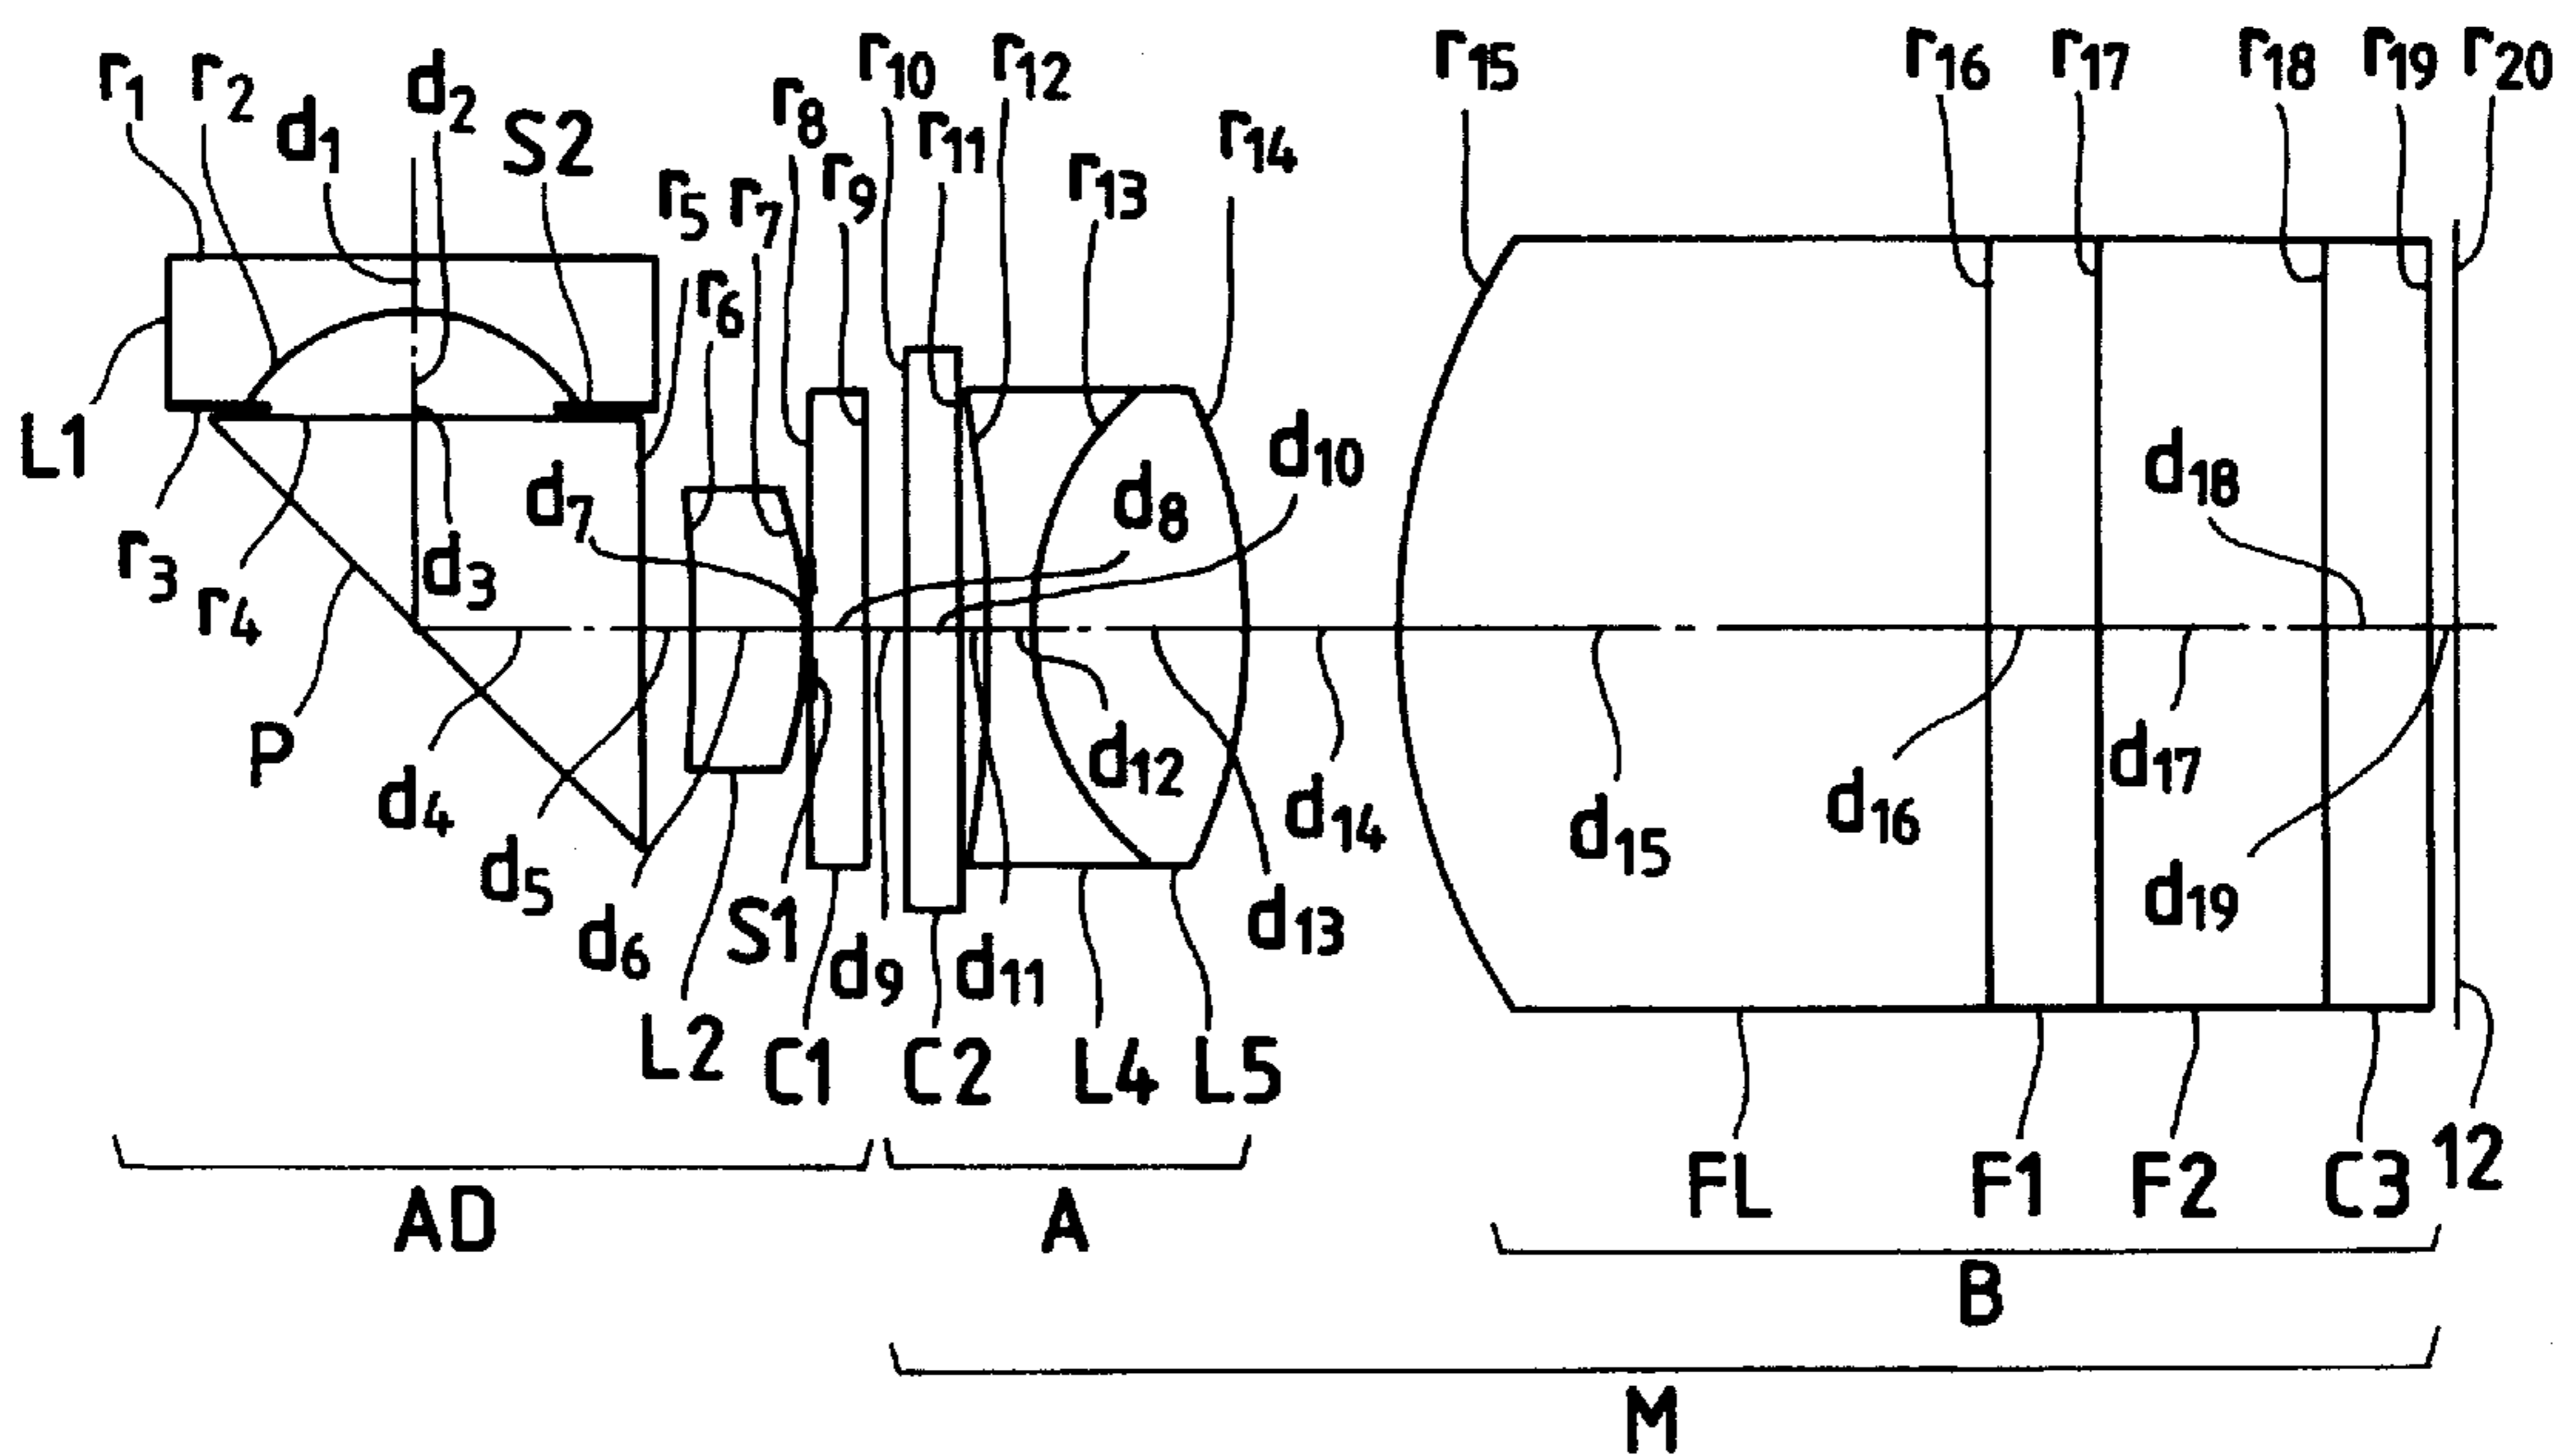 r1 r2 d1 d2 S2 r5 r7 r8 r9 r10 r11 r12 r13 r14 r15 r16 r17 r18 r19 r20
r6
L1 r3 r4 d3 d7 d8 d10 d18
P d4 d5 d6 S1 d9 d11 d12 d13 d14 d15 d16 d17 d19
L2 C1 C2 L4 L5 FL F1 F2 C3 12
AD A B
M